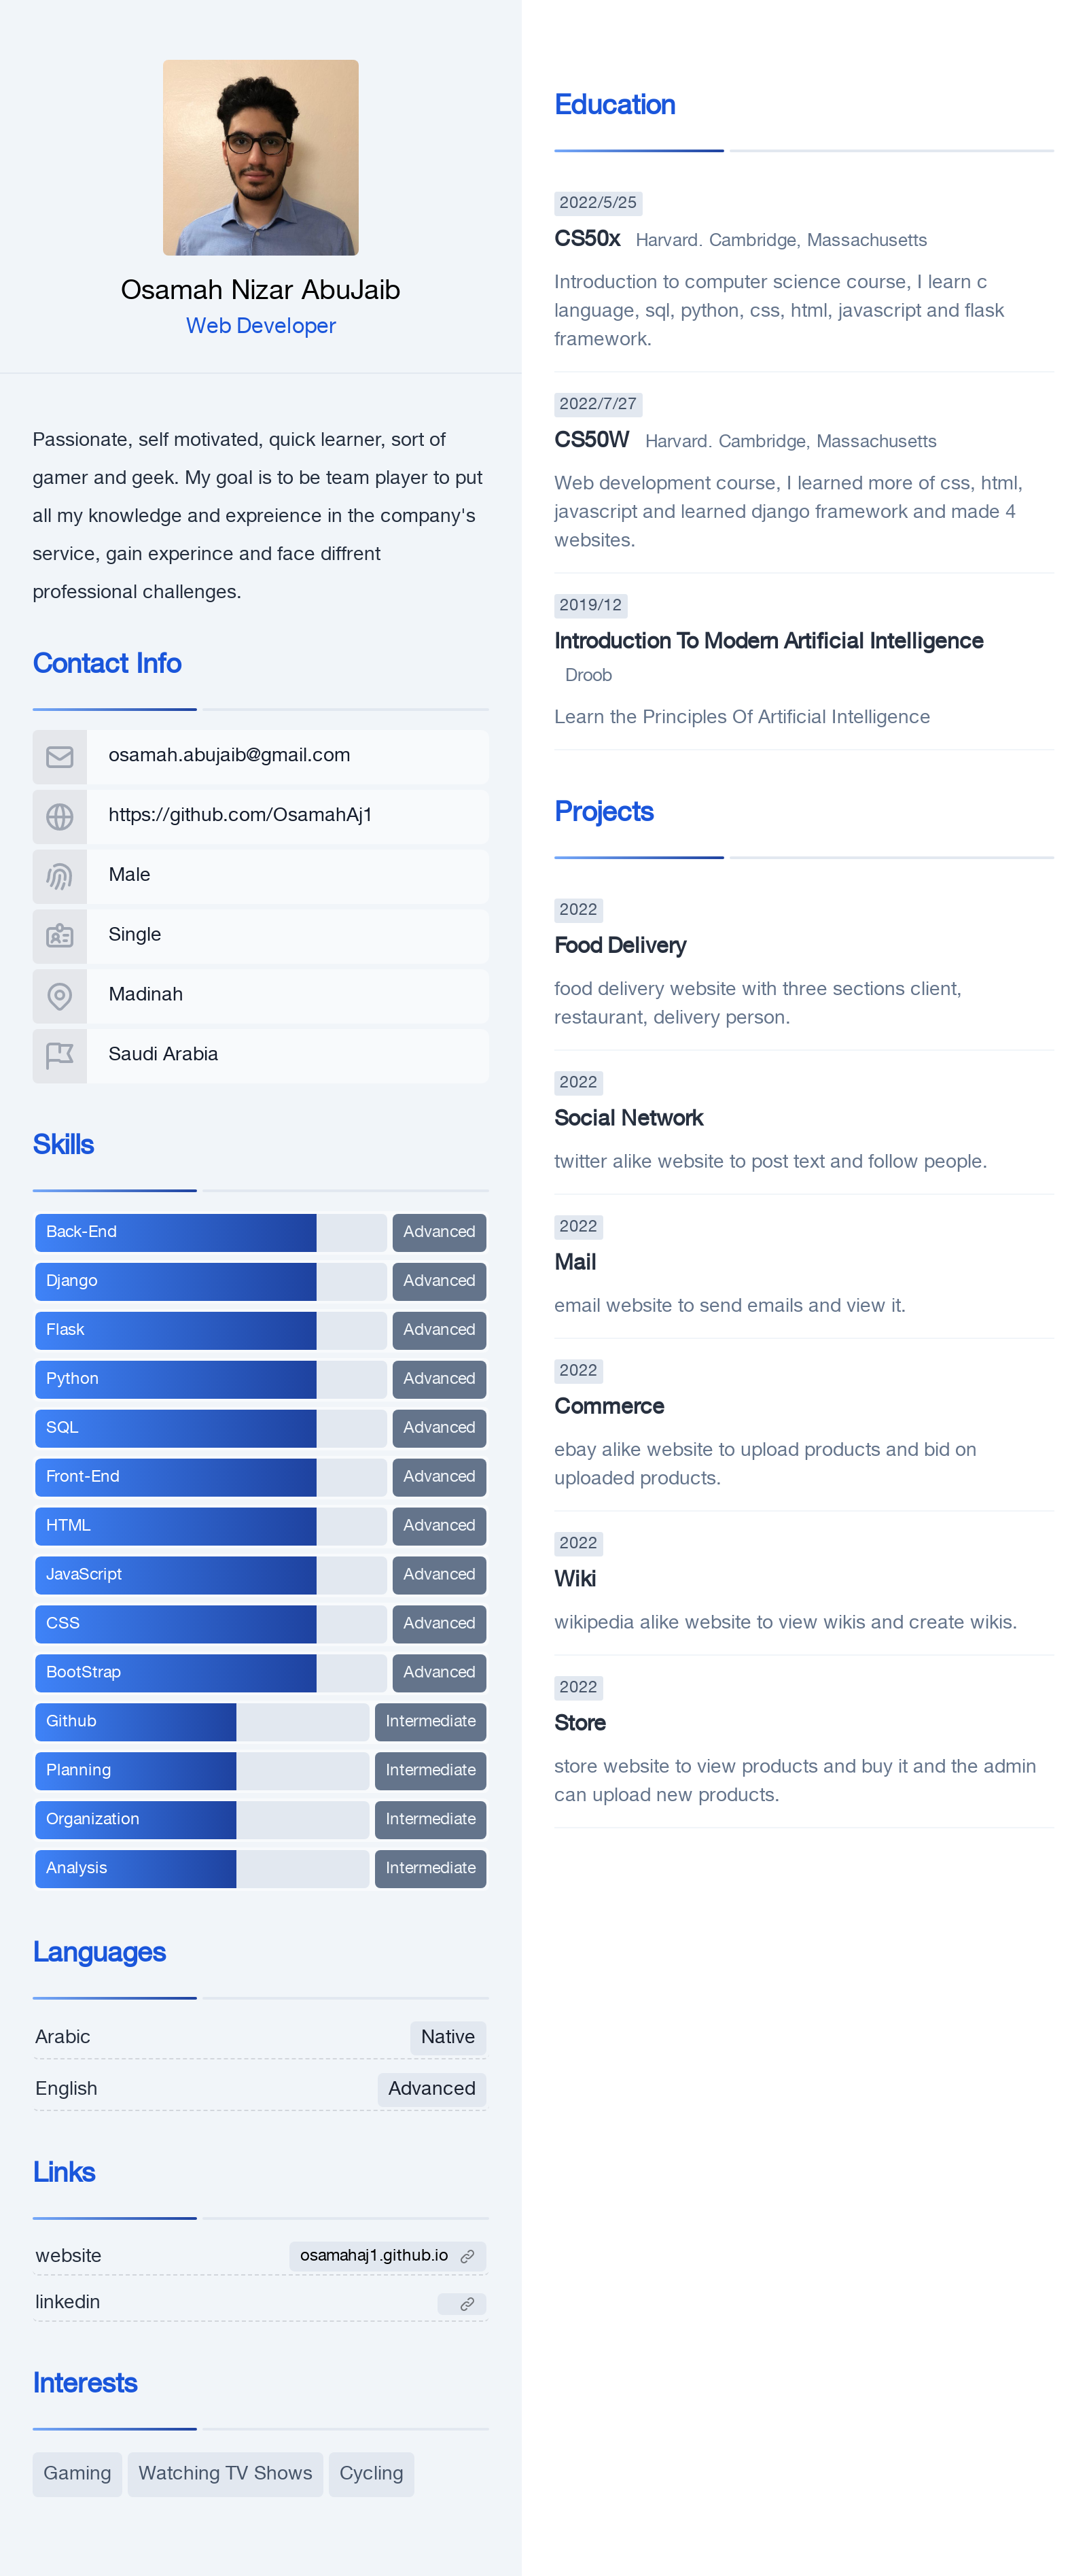 Osamah Nizar AbuJaib
Web Developer
Passionate, self motivated, quick learner, sort of
gamer and geek. My goal is to be team player to put
all my knowledge and expreience in the company's
service, gain experince and face diffrent
professional challenges.
Contact Info
osamah.abujaib@gmail.com
https://github.com/OsamahAj1
Male
Single
Madinah
Saudi Arabia
Skills
Back-End Advanced
Django Advanced
Flask Advanced
Python Advanced
SQL Advanced
Front-End Advanced
HTML Advanced
JavaScript Advanced
CSS Advanced
BootStrap Advanced
Github Intermediate
Planning Intermediate
Organization Intermediate
Analysis Intermediate
Languages
Arabic Native
English Advanced
Links
website osamahaj1.github.io
linkedin
Interests
Gaming Watching TV Shows Cycling
Education
2022/5/25
CS50x Harvard. Cambridge, Massachusetts
Introduction to computer science course, I learn c
language, sql, python, css, html, javascript and flask
framework.
2022/7/27
CS50W Harvard. Cambridge, Massachusetts
Web development course, I learned more of css, html,
javascript and learned django framework and made 4
websites.
2019/12
Introduction To Modern Artificial Intelligence
Droob
Learn the Principles Of Artificial Intelligence
Projects
2022
Food Delivery
food delivery website with three sections client,
restaurant, delivery person.
2022
Social Network
twitter alike website to post text and follow people.
2022
Mail
email website to send emails and view it.
2022
Commerce
ebay alike website to upload products and bid on
uploaded products.
2022
Wiki
wikipedia alike website to view wikis and create wikis.
2022
Store
store website to view products and buy it and the admin
can upload new products.